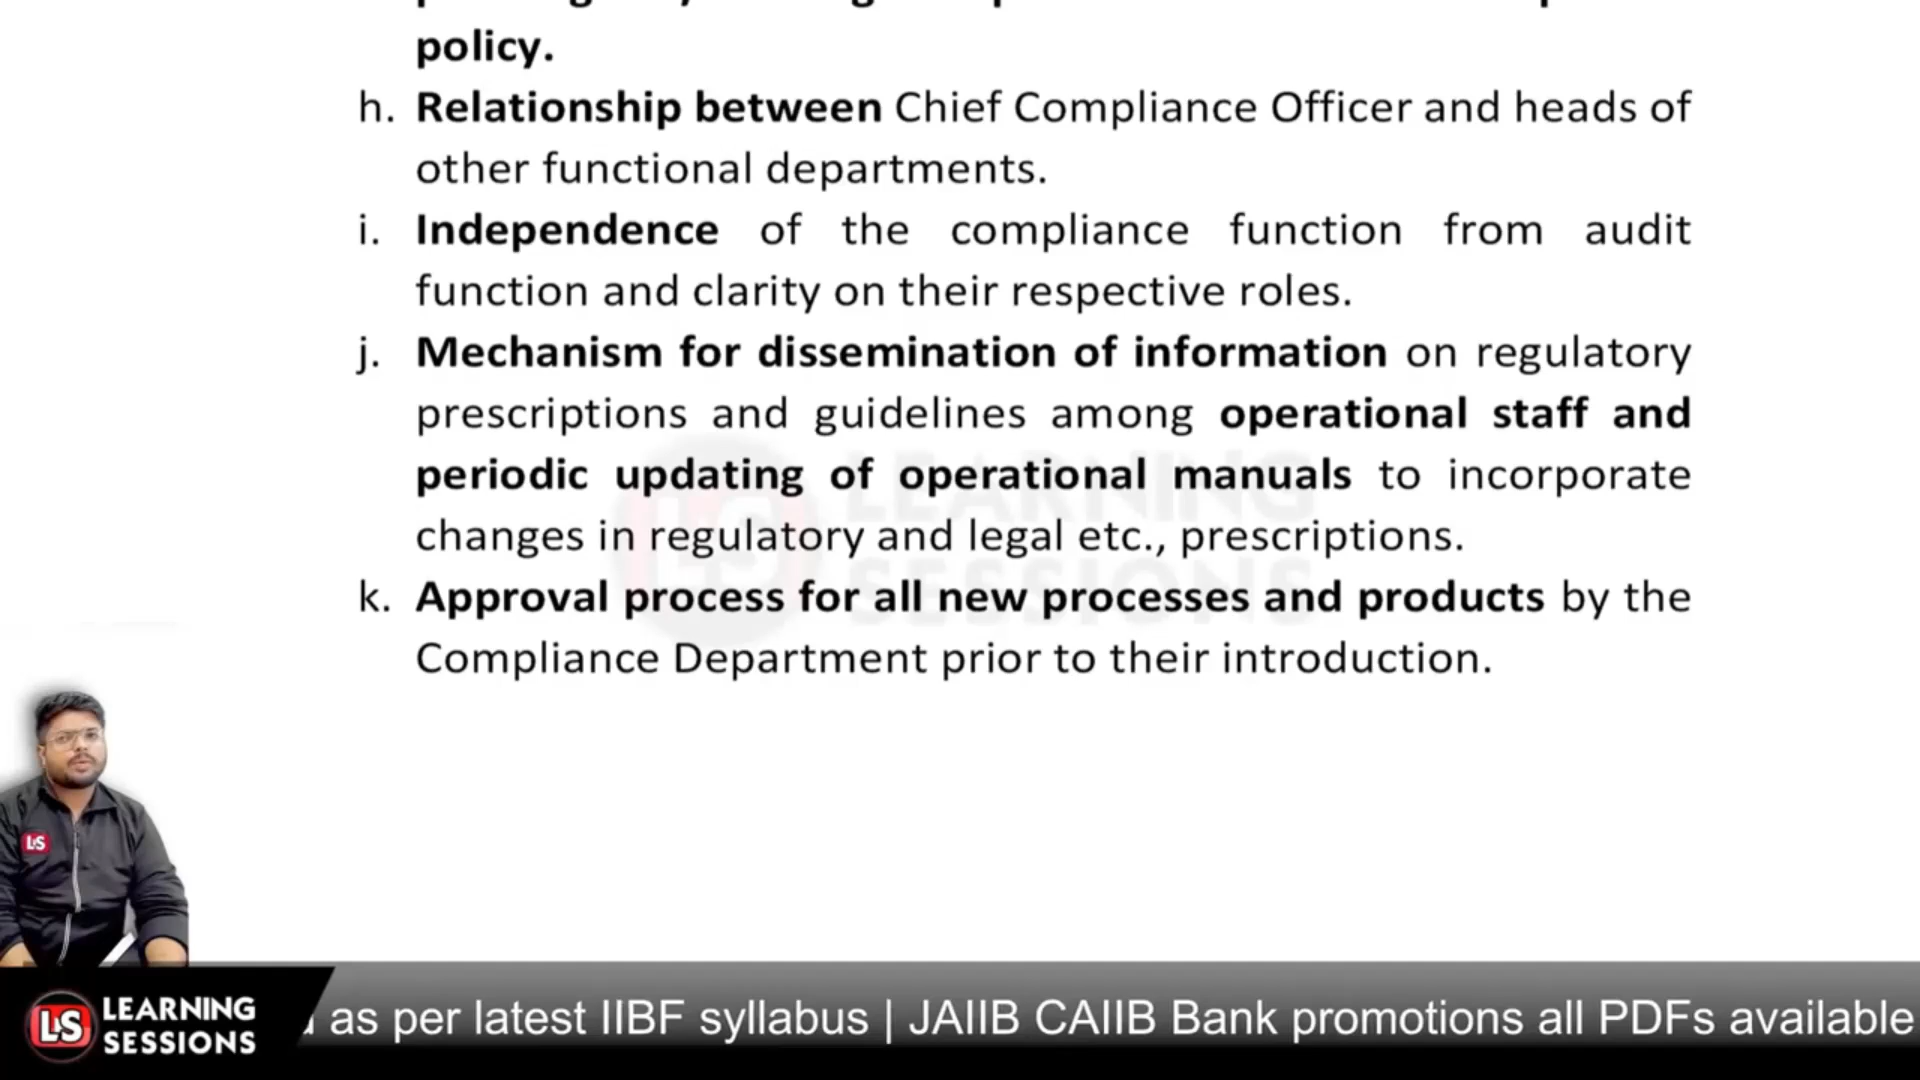 policy.
h. Relationship between Chief Compliance Officer and heads of
other functional departments.
i. Independence of the compliance function from audit
function and clarity on their respective roles.
j. Mechanism for dissemination of information on regulatory
prescriptions and guidelines among operational staff and
periodic updating of operational manuals to incorporate
changes in regulatory and legal etc., prescriptions.
k. Approval process for all new processes and products by the
Compliance Department prior to their introduction.
LEARNING
SESSIONS
LS
LS
LEARNING
SESSIONS
as per latest IIBF syllabus | JAIIB CAIIB Bank promotions all PDFs available